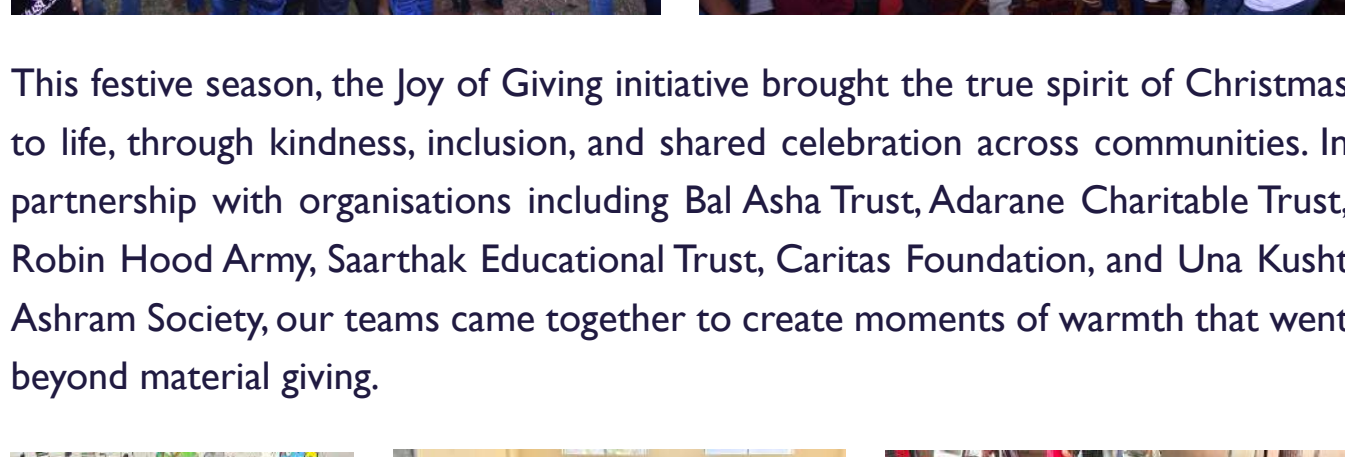 This festive season, the Joy of Giving initiative brought the true spirit of Christmas
to life, through kindness, inclusion, and shared celebration across communities. In
partnership with organisations including Bal Asha Trust, Adarane Charitable Trust,
Robin Hood Army, Saarthak Educational Trust, Caritas Foundation, and Una Kusht
Ashram Society, our teams came together to create moments of warmth that went
beyond material giving.